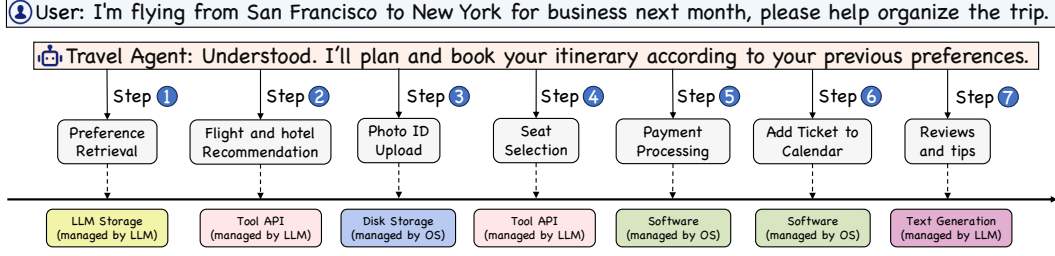 User: I'm flying from San Francisco to New York for business next month, please help organize the trip.
Travel Agent: Understood. I'll plan and book your itinerary according to your previous preferences.
Step 1
Step 2
Step 3
Step 4
Step 5
Step 6
Step 7
Preference
Retrieval
Flight and hotel
Recommendation
Photo ID
Upload
Seat
Selection
Payment
Processing
Add Ticket to
Calendar
Reviews
and tips
LLM Storage
(managed by LLM)
Tool API
(managed by LLM)
Disk Storage
(managed by OS)
Tool API
(managed by LLM)
Software
(managed by OS)
Software
(managed by OS)
Text Generation
(managed by LLM)